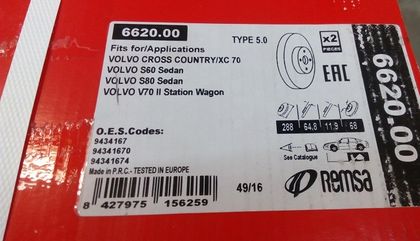 6620.00
TYPE 5.0
x2
PIECES
Fits for/Applications
VOLVO CROSS COUNTRY/XC 70
VOLVO S60 Sedan
VOLVO S80 Sedan
VOLVO V70 II Station Wagon
EAC
288 64.8 11.9 68
O.E.S.Codes:
9434167
94341670
94341674
See Catalogue
Made in P.R.C.- TESTED IN EUROPE
8 427975 156259
49/16
Remsa
6620.00